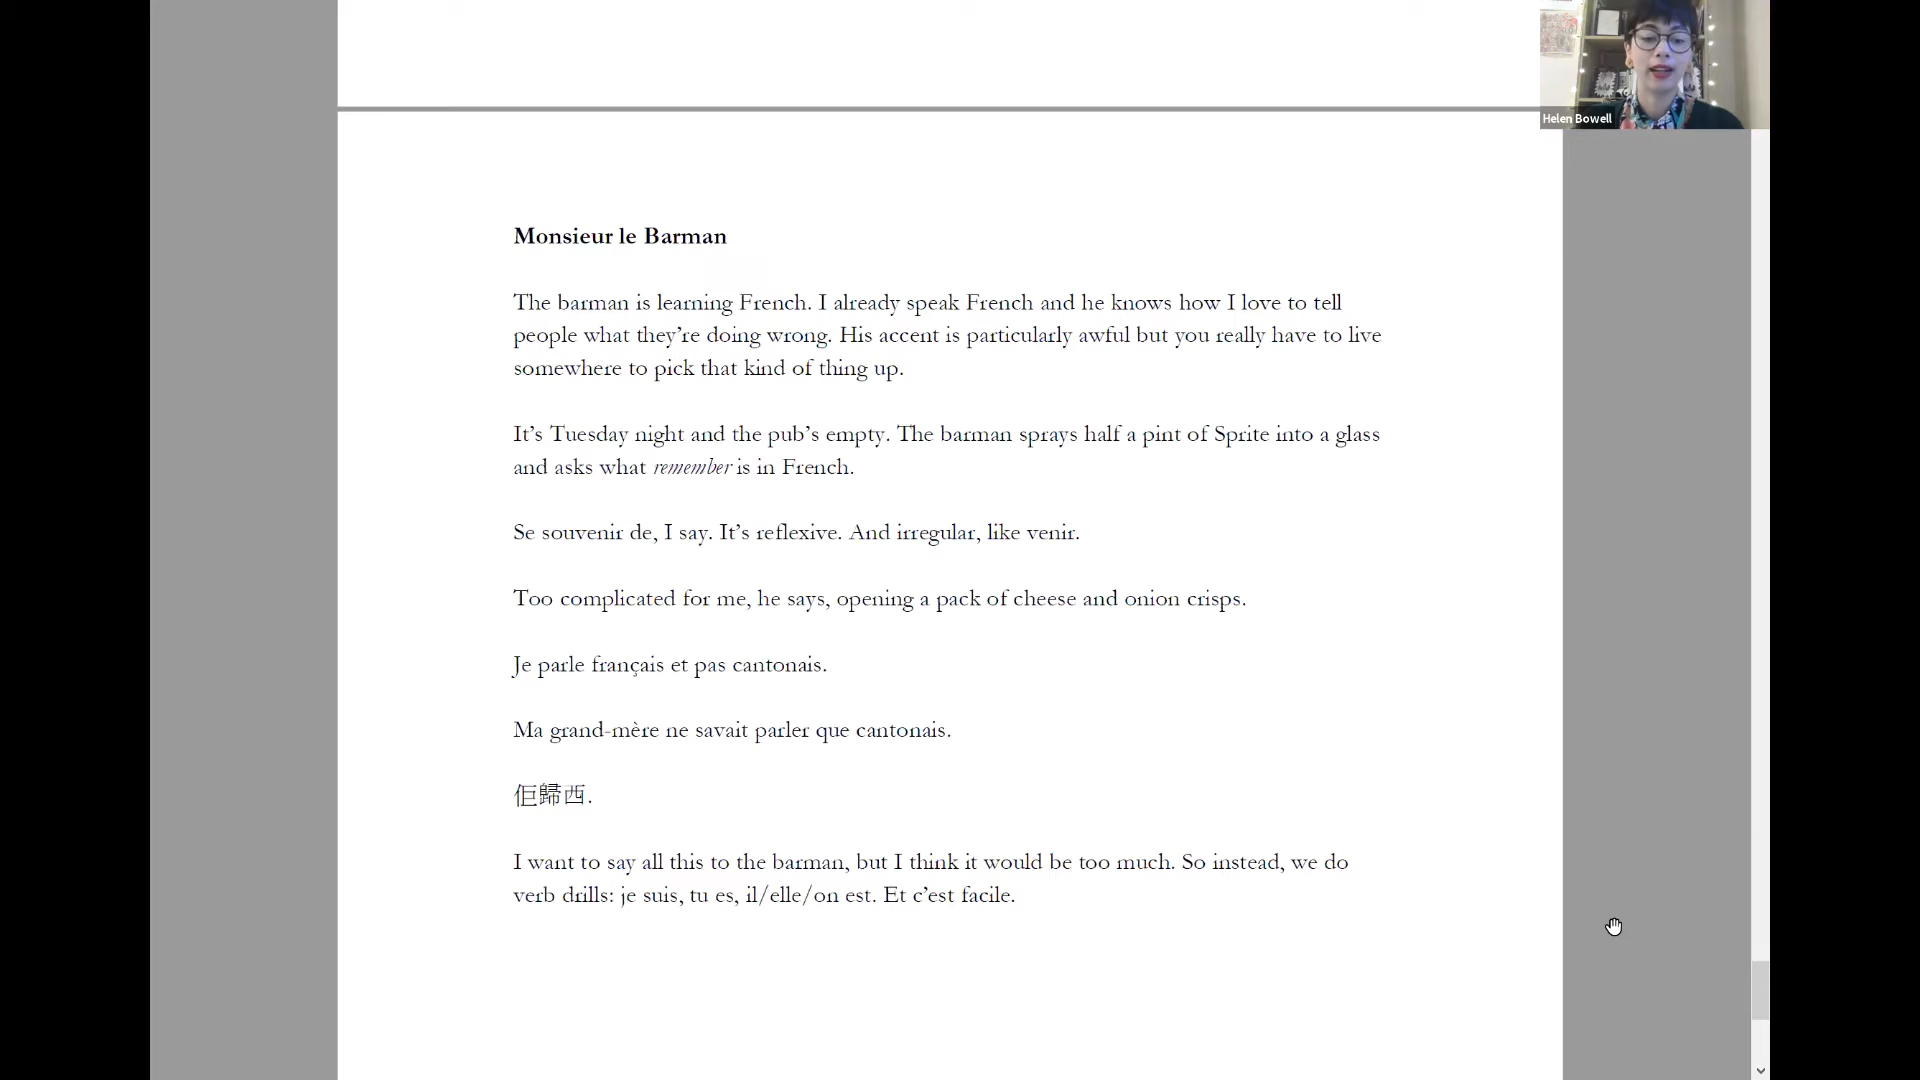 Helen Bowell
Monsieur le Barman
The barman is learning French. I already speak French and he knows how I love to tell
people what they’re doing wrong. His accent is particularly awful but you really have to live
somewhere to pick that kind of thing up.
It’s Tuesday night and the pub’s empty. The barman sprays half a pint of Sprite into a glass
and asks what remember is in French.
Se souvenir de, I say. It’s reflexive. And irregular, like venir.
Too complicated for me, he says, opening a pack of cheese and onion crisps.
Je parle français et pas cantonais.
Ma grand-mère ne savait parler que cantonais.
佢歸西.
I want to say all this to the barman, but I think it would be too much. So instead, we do
verb drills: je suis, tu es, il/elle/on est. Et c’est facile.